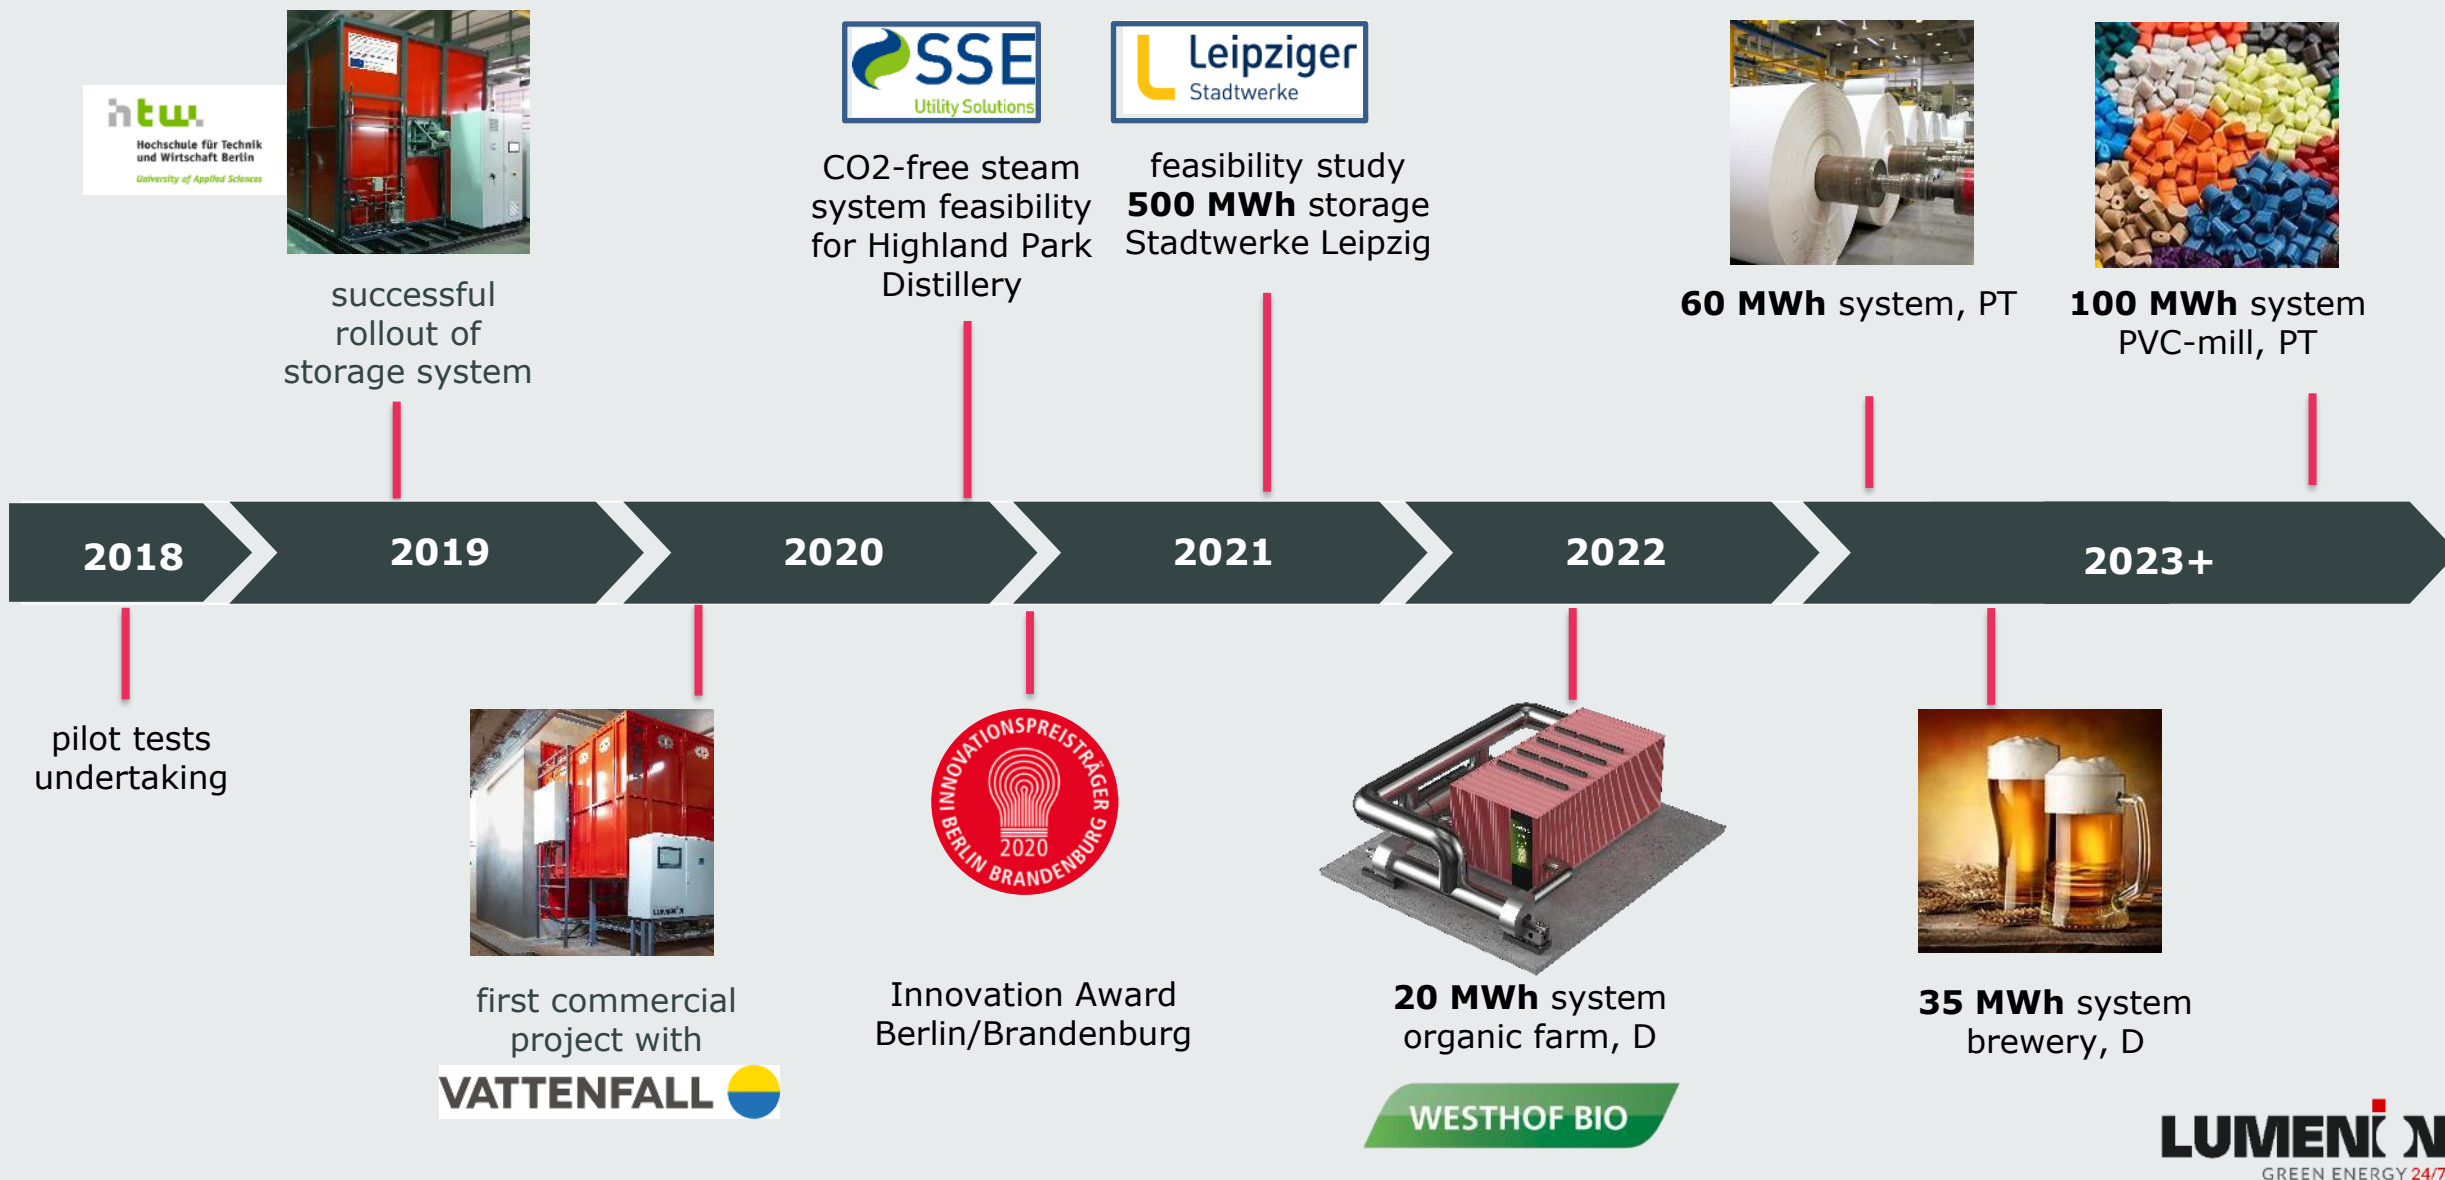 htw.
Hochschule für Technik
und Wirtschaft Berlin
University of Applied Sciences
successful
rollout of
storage system
SSE
Utility Solutions
CO2-free steam
system feasibility
for Highland Park
Distillery
Leipziger
Stadtwerke
feasibility study
500 MWh storage
Stadtwerke Leipzig
60 MWh system, PT
100 MWh system
PVC-mill, PT
2018
2019
2020
2021
2022
2023+
pilot tests
undertaking
LUMENION
first commercial
project with
VATTENFALL
INNOVATIONSPREISTRÄGER
2020
BERLIN BRANDENBURG
Innovation Award
Berlin/Brandenburg
20 MWh system
organic farm, D
WESTHOF BIO
35 MWh system
brewery, D
LUMENION
GREEN ENERGY 24/7